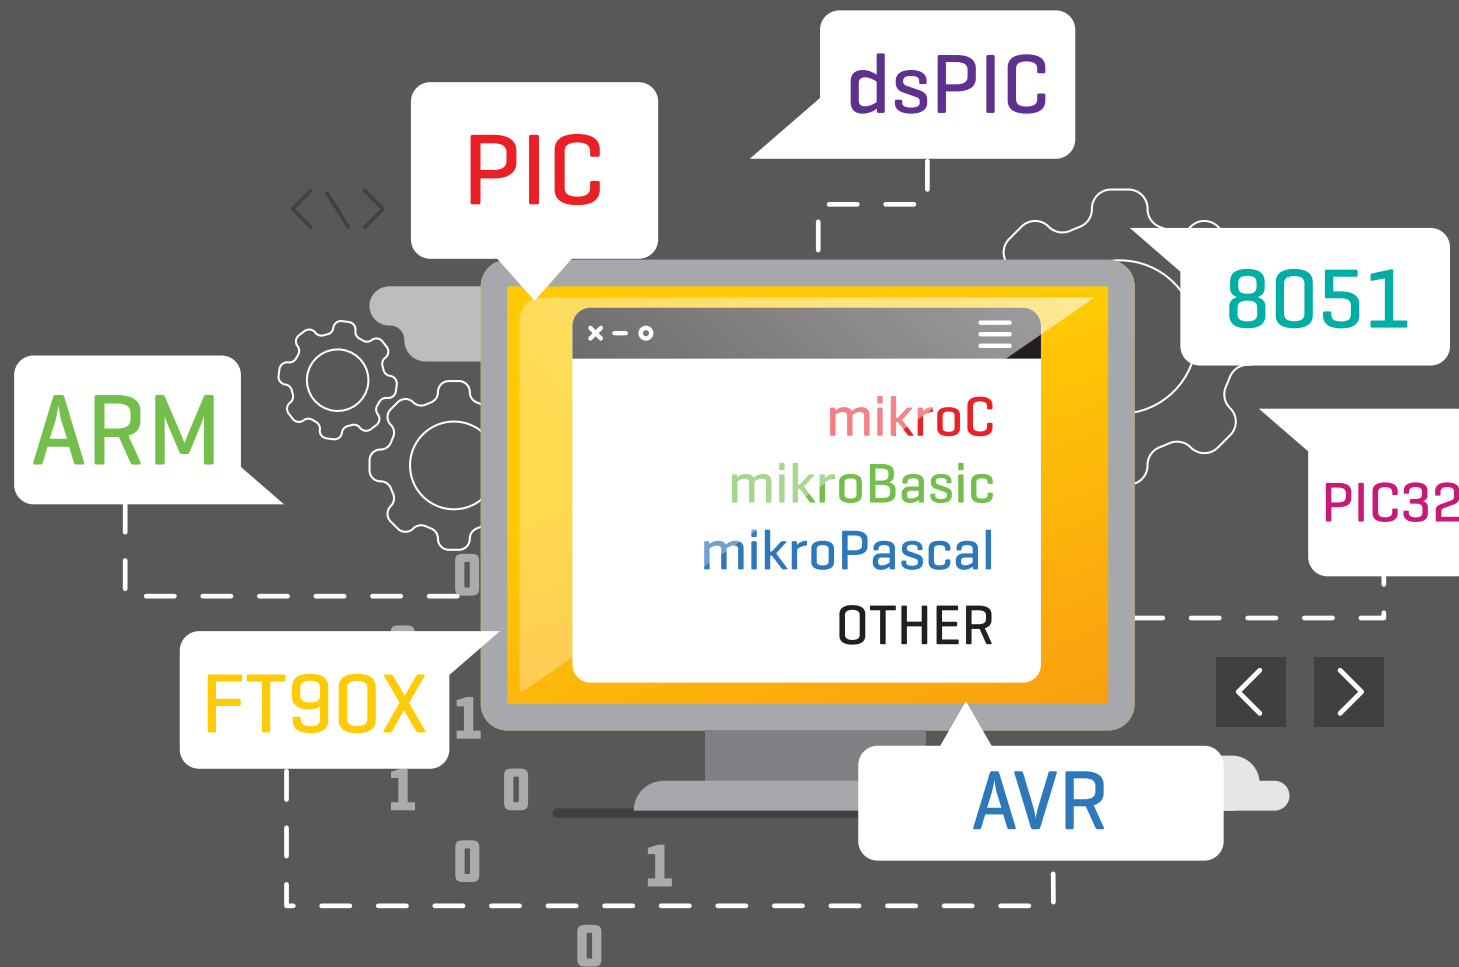 dsPIC
PIC
8051
ARM
mikroC
mikroBasic
PIC32
mikroPascal
OTHER
FT90X
1
AVR
0
1
0
0
1
0